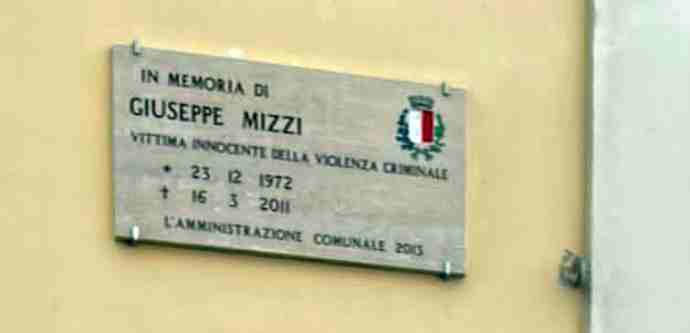 IN MEMORIA DI
GIUSEPPE MIZZI
VITTIMA INNOCENTE DELLA VIOLENZA CRIMINALE
* 23 12 1972
† 16 3 2011
L'AMMINISTRAZIONE COMUNALE 2013